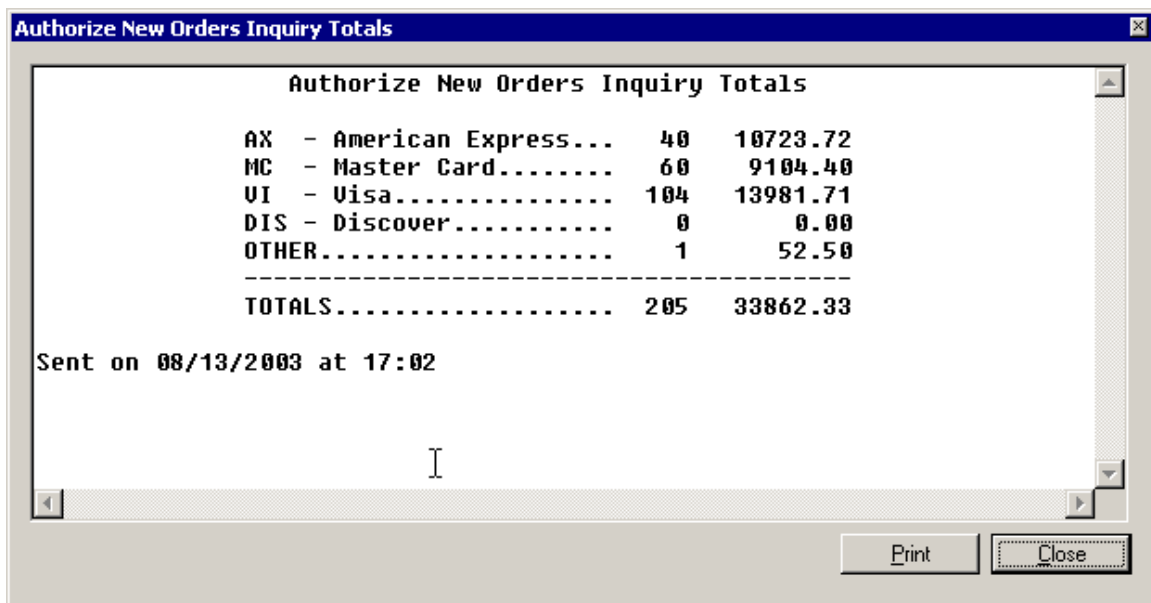 Authorize New Orders Inquiry Totals
Authorize New Orders Inquiry Totals
AX - American Express... 40 10723.72
MC - Master Card........ 60 9104.40
VI - Visa............... 104 13981.71
DIS - Discover........... 0 0.00
OTHER.................... 1 52.50
-----------------------------------------
TOTALS................... 205 33862.33
Sent on 08/13/2003 at 17:02
Print Close